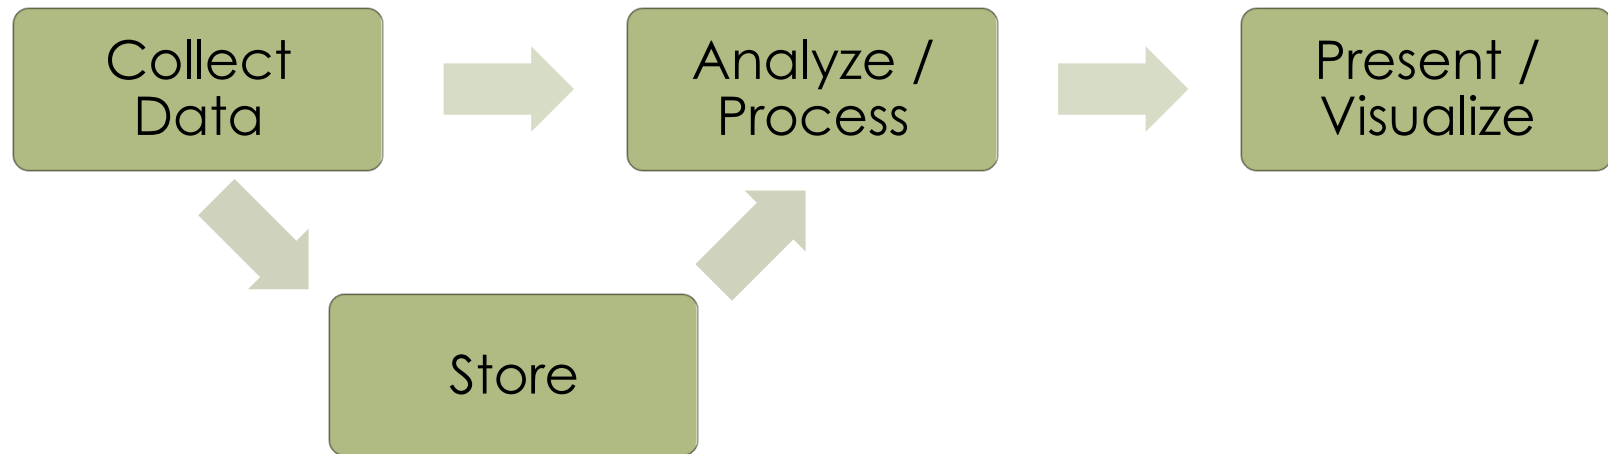 Collect
Data
Analyze /
Process
Present /
Visualize
Store